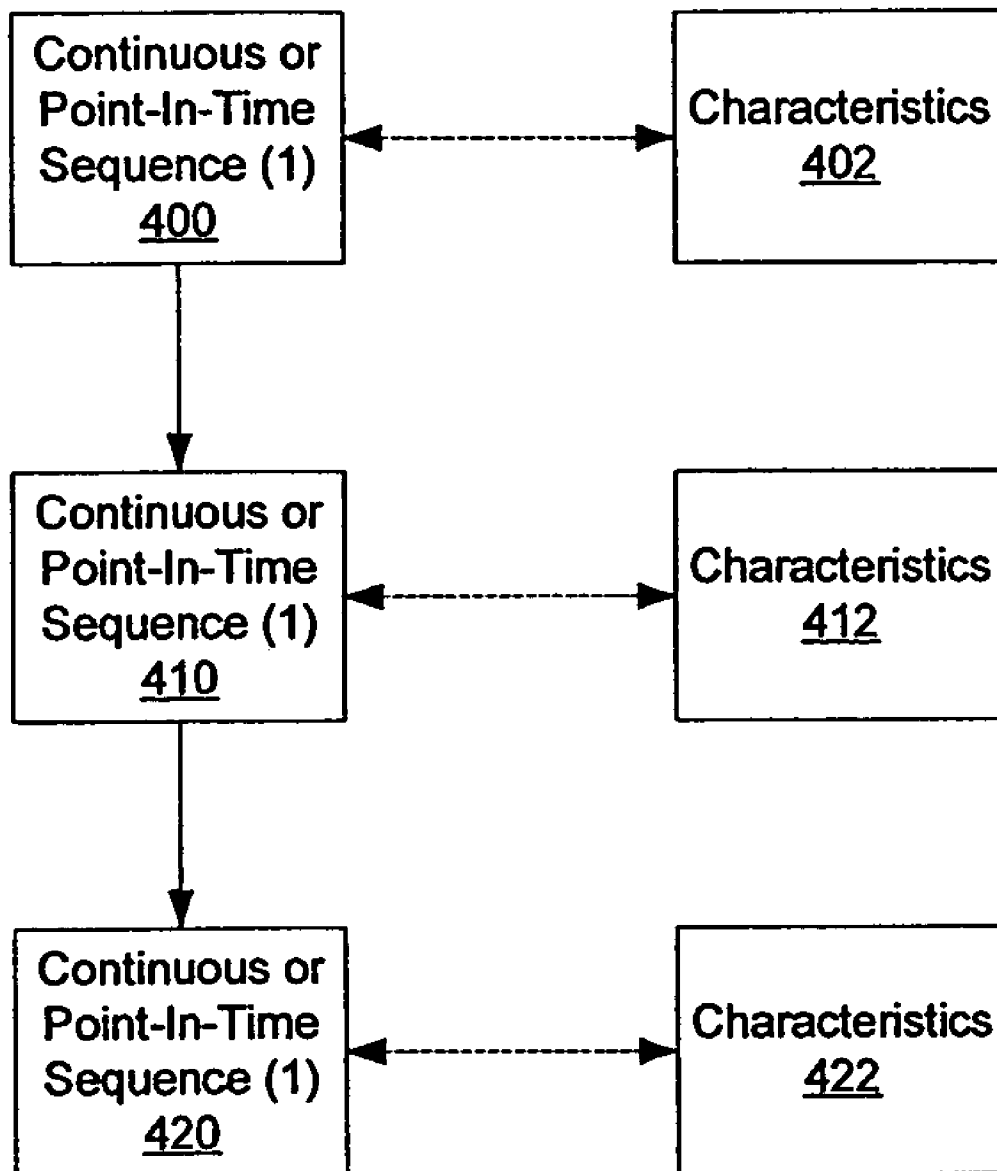 Continuous or
Point-In-Time
Sequence (1)
400
Characteristics
402
Continuous or
Point-In-Time
Sequence (1)
410
Characteristics
412
Continuous or
Point-In-Time
Sequence (1)
420
Characteristics
422